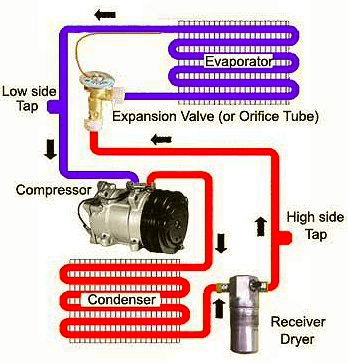 Evaporator
Low side
Tap
Expansion Valve (or Orifice Tube)
Compressor
High side
Tap
Condenser
Receiver
Dryer